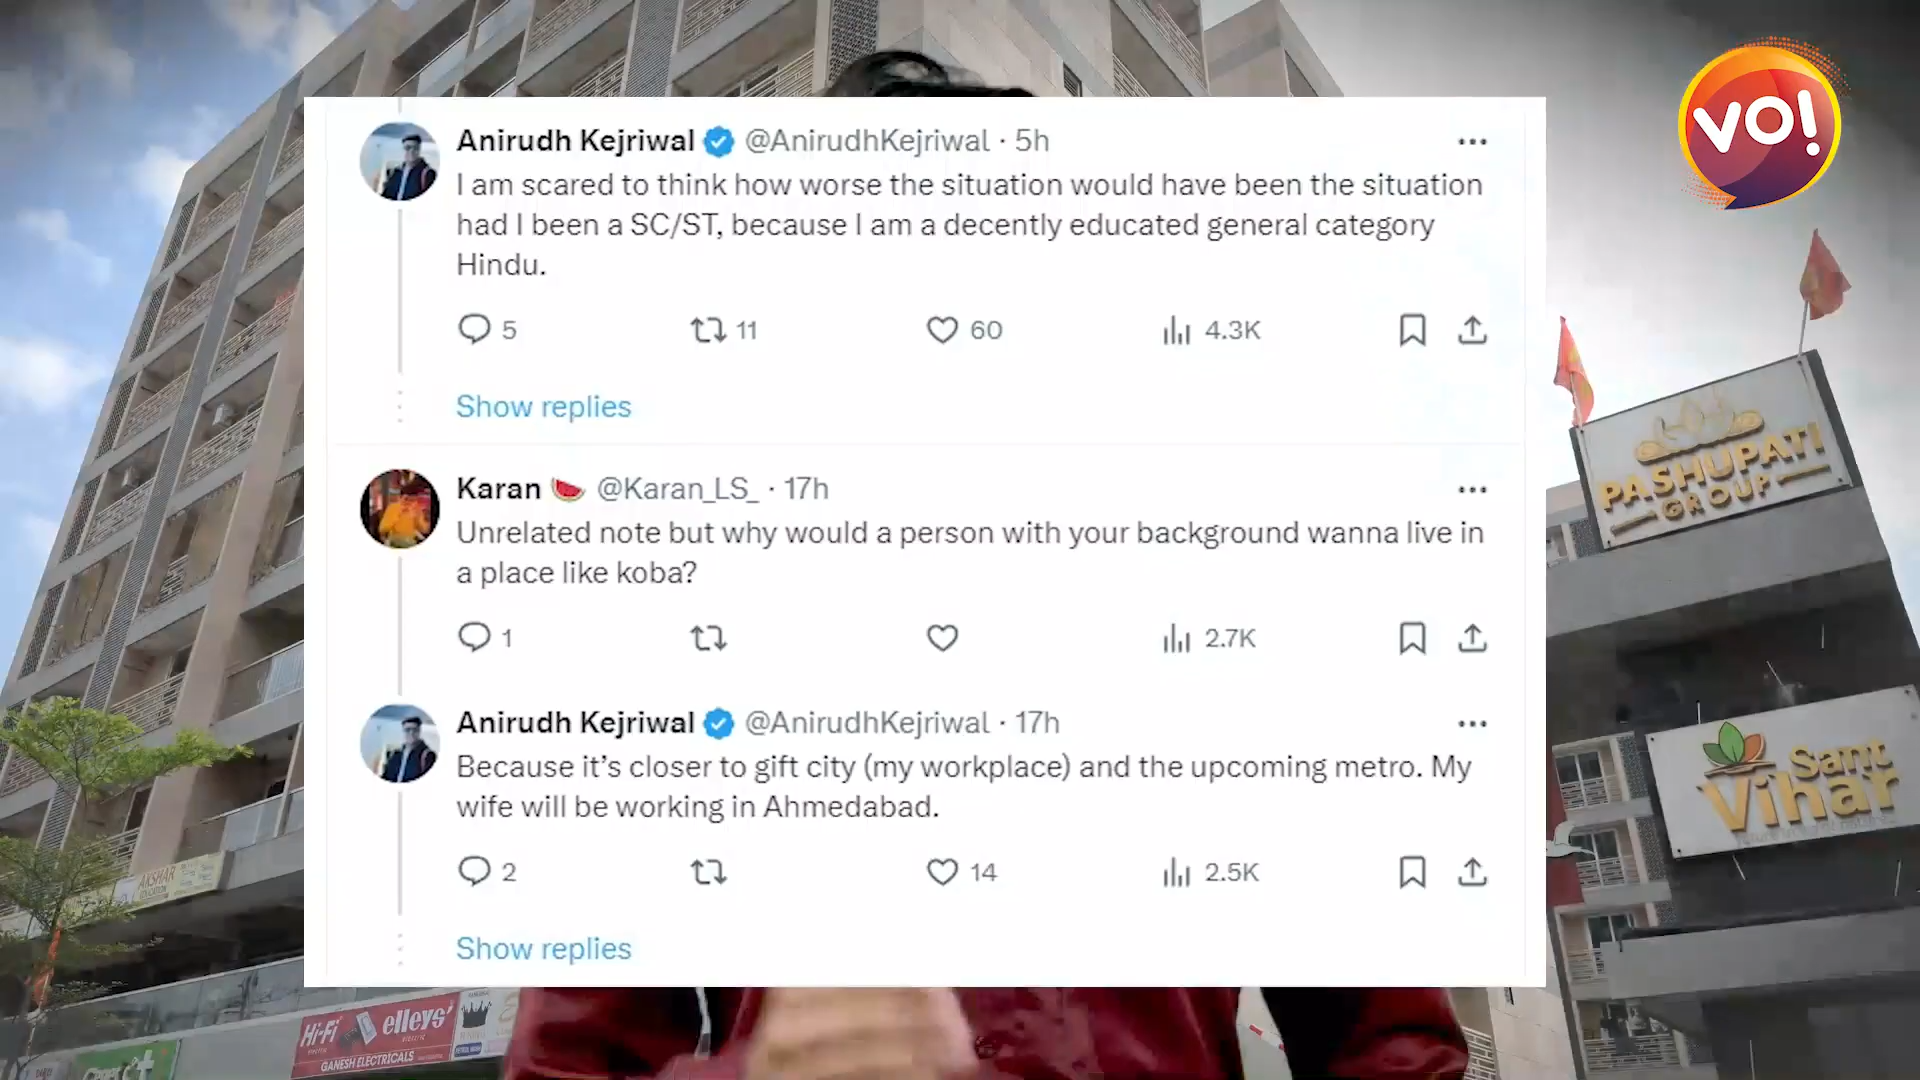 VO!
Anirudh Kejriwal @AnirudhKejriwal · 5h
I am scared to think how worse the situation would have been the situation
had I been a SC/ST, because I am a decently educated general category
Hindu.
5 11 60 4.3K
Show replies
Karan 🍉 @Karan_LS_ · 17h
Unrelated note but why would a person with your background wanna live in
a place like koba?
1 2.7K
Anirudh Kejriwal @AnirudhKejriwal · 17h
Because it's closer to gift city (my workplace) and the upcoming metro. My
wife will be working in Ahmedabad.
2 14 2.5K
Show replies
PASHUPATI
GROUP
Sant
Vihar
AKSHAR
Hi-Fi elleys'
GANESH ELECTRICALS